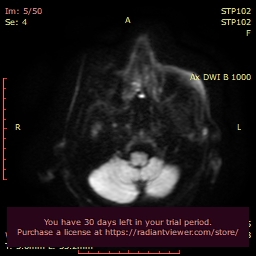 Im: 5/50
Se: 4
STP102
STP102
F
A
Ax DWI B 1000
R
L
You have 30 days left in your trial period.
Purchase a license at https://radiantviewer.com/store/